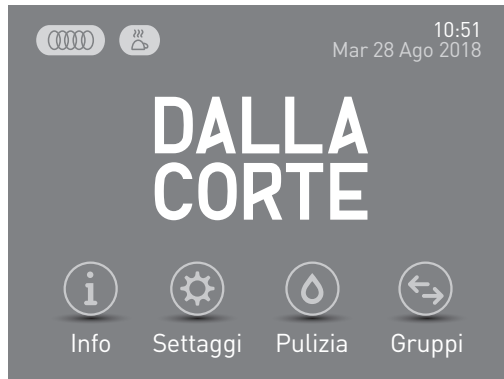 10:51
Mar 28 Ago 2018
DALLA
CORTE
Info Settaggi Pulizia Gruppi